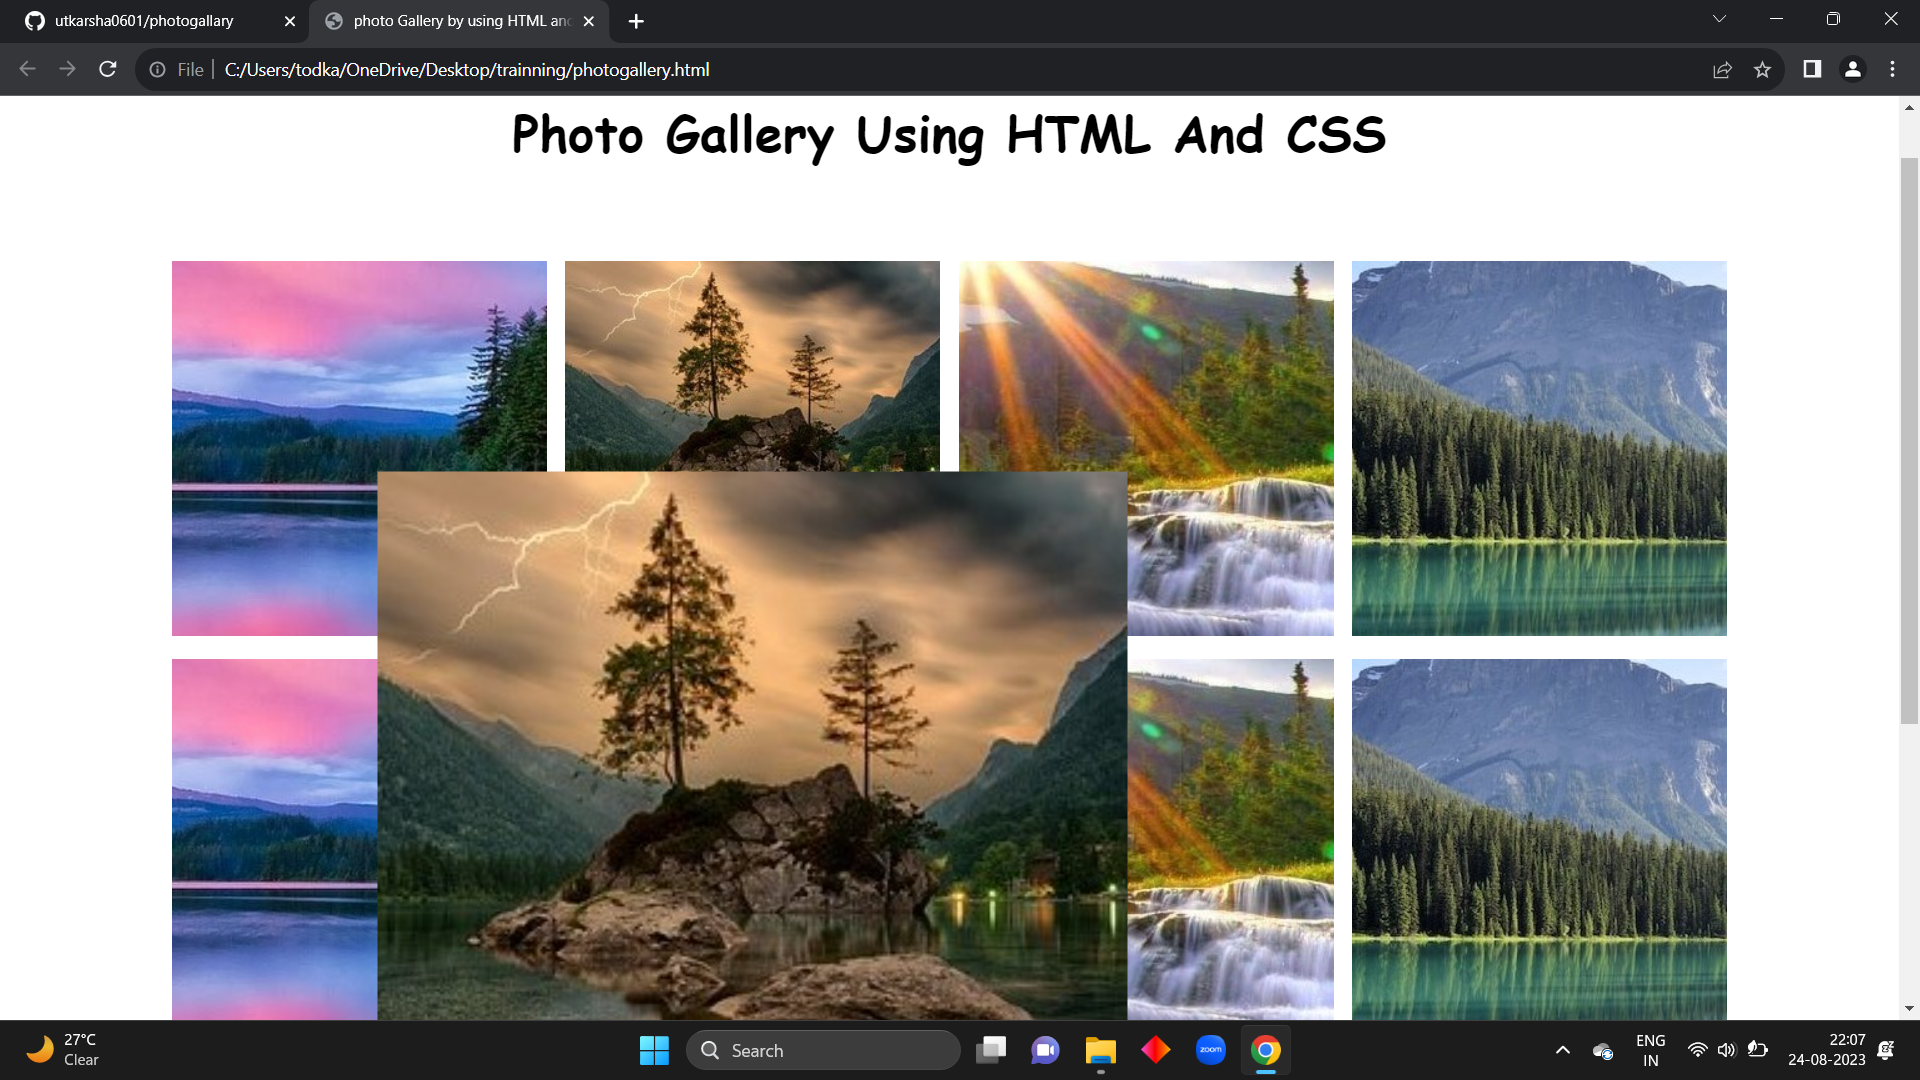 utkarsha0601/photogallary
photo Gallery by using HTML an
File
C:/Users/todka/OneDrive/Desktop/trainning/photogallery.html
Photo Gallery Using HTML And CSS
27°C
Clear
Search
zoom
ENG
IN
22:07
24-08-2023